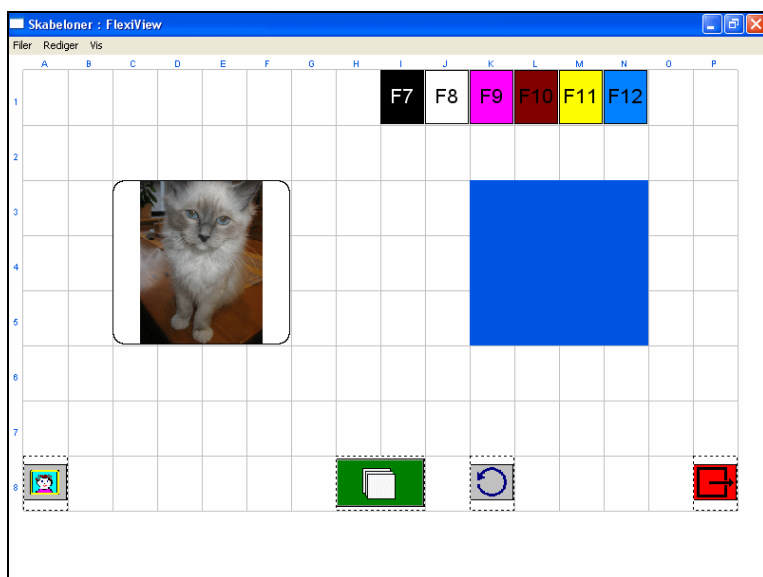 Skabeloner : FlexiView
Filer Rediger Vis
A B C D E F G H I J K L M N O P
1 F7 F8 F9 F10 F11 F12
2
3
4
5
6
7
8